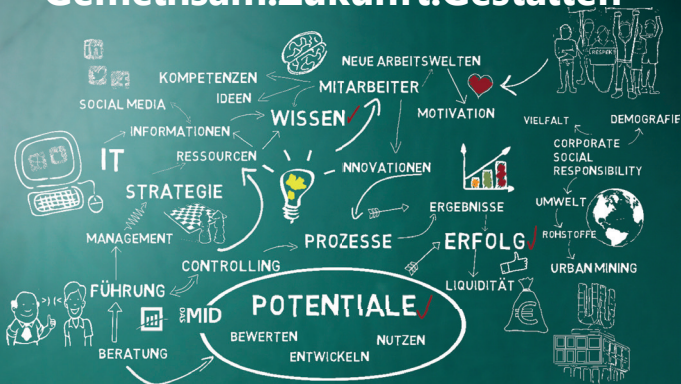 Gemeinsam.Zukunft.Gestalten
RESPEKT
NEUE ARBEITSWELTEN
KOMPETENZEN
MITARBEITER
IDEEN
SOCIAL MEDIA
WISSEN
MOTIVATION
VIELFALT
DEMOGRAFIE
INFORMATIONEN
CORPORATE
SOCIAL
RESPONSIBILITY
IT
RESSOURCEN
INNOVATIONEN
STRATEGIE
UMWELT
ERGEBNISSE
MANAGEMENT
PROZESSE
ERFOLG
ROHSTOFFE
CONTROLLING
URBAN MINING
FÜHRUNG
LIQUIDITÄT
POTENTIALE
MID
€
BEWERTEN
NUTZEN
ENTWICKELN
BERATUNG